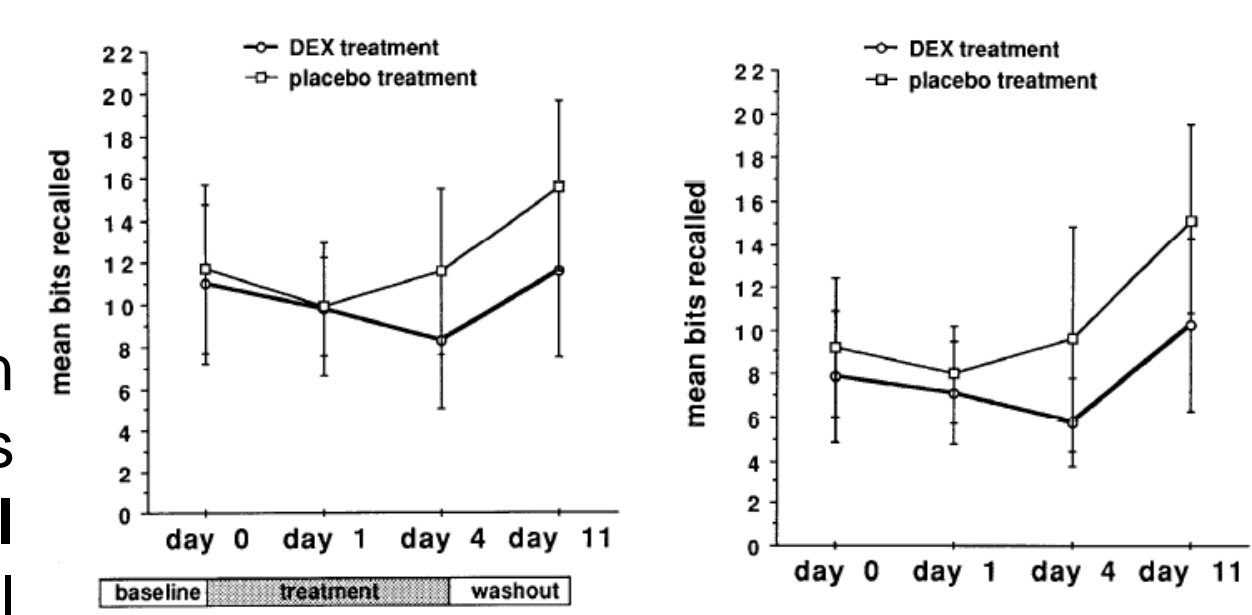 DEX treatment
placebo treatment
mean bits recalled
22
20
18
16
14
12
10
8
6
4
2
0
day 0 day 1 day 4 day 11
baseline treatment washout
DEX treatment
placebo treatment
mean bits recalled
22
20
18
16
14
12
10
8
6
4
2
0
day 0 day 1 day 4 day 11
n
s